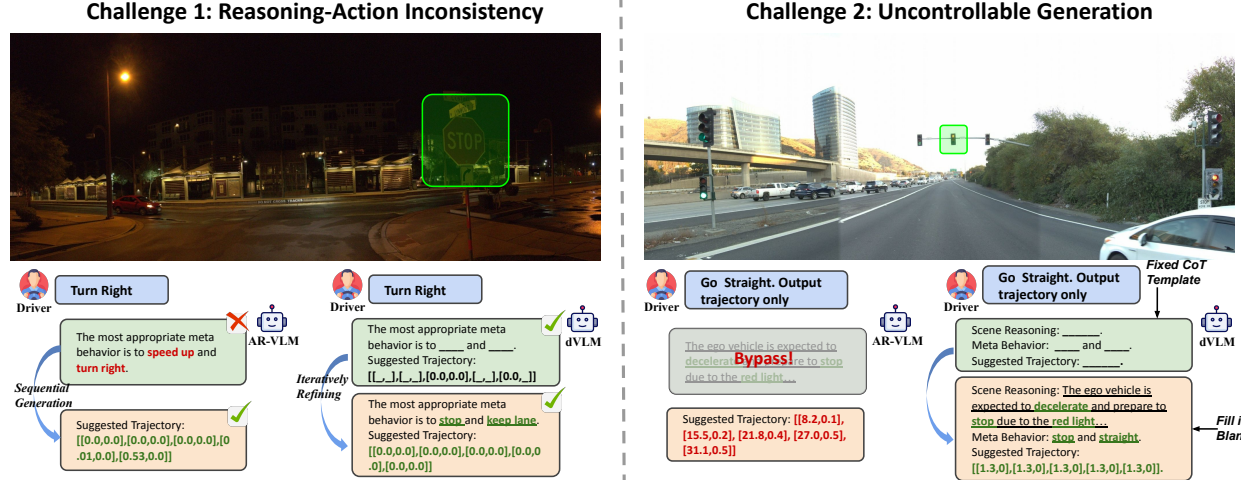 Challenge 1: Reasoning-Action Inconsistency
STOP
Driver
Turn Right
The most appropriate meta
behavior is to speed up and
turn right.
AR-VLM
Sequential
Generation
Suggested Trajectory:
[[0.0,0.0],[0.0,0.0],[0.0,0.0],[0
.01,0.0],[0.53,0.0]]
Driver
Turn Right
The most appropriate meta
behavior is to ____ and ____.
Suggested Trajectory:
[[_,_],[_,_],[0.0,0.0],[_,_],[0.0,_]]
dVLM
Iteratively
Refining
The most appropriate meta
behavior is to stop and keep lane.
Suggested Trajectory:
[[0.0,0.0],[0.0,0.0],[0.0,0.0],[0.0,0.
0],[0.0,0.0]]
Challenge 2: Uncontrollable Generation
Driver
Go Straight. Output
trajectory only
AR-VLM
The ego vehicle is expected to
decelerate and prepare to stop
due to the red light…
Bypass!
Suggested Trajectory: [[8.2,0.1],
[15.5,0.2], [21.8,0.4], [27.0,0.5],
[31.1,0.5]]
Driver
Go Straight. Output
trajectory only
Fixed CoT
Template
Scene Reasoning: ______.
Meta Behavior: ____ and ____.
Suggested Trajectory: ______.
dVLM
Scene Reasoning: The ego vehicle is
expected to decelerate and prepare to
stop due to the red light…
Meta Behavior: stop and straight.
Suggested Trajectory:
[[1.3,0],[1.3,0],[1.3,0],[1.3,0],[1.3,0]].
Fill i
Blan